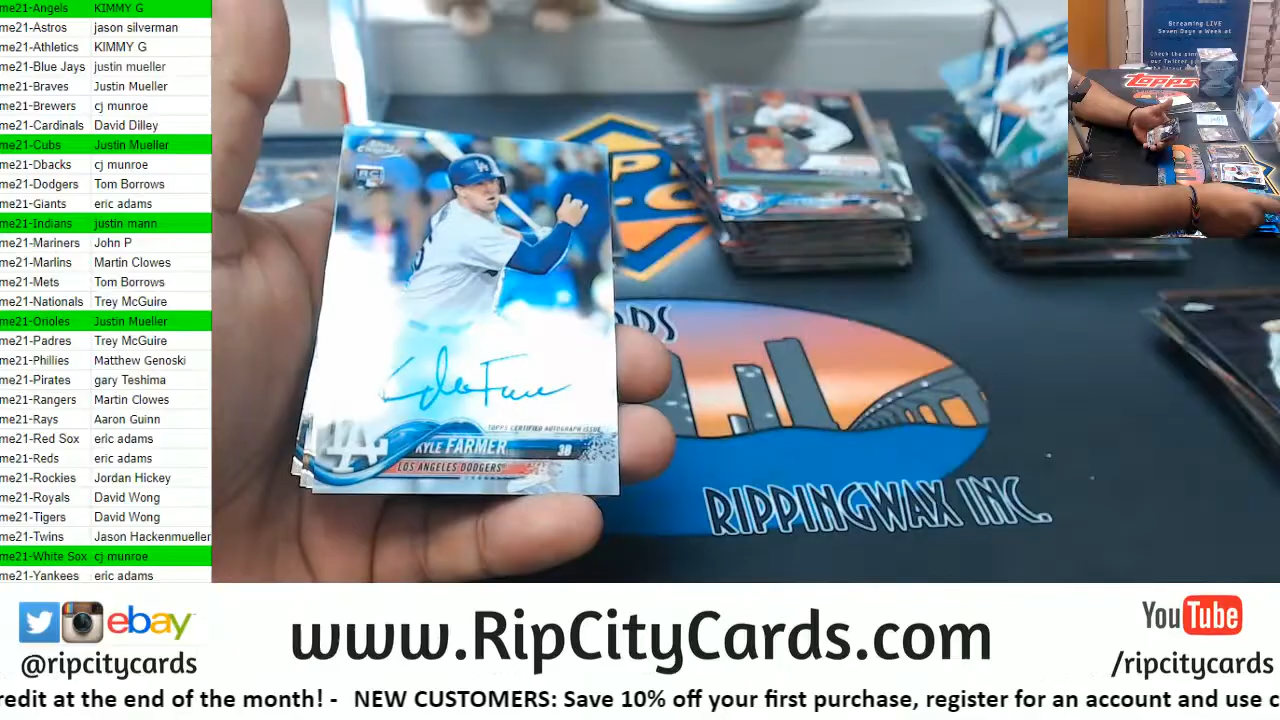 me21-Angels KIMMY G
me21-Astros jason silverman
me21-Athletics KIMMY G
me21-Blue Jays justin mueller
me21-Braves Justin Mueller
me21-Brewers cj munroe
me21-Cardinals David Dilley
me21-Cubs Justin Mueller
me21-Dbacks cj munroe
me21-Dodgers Tom Borrows
me21-Giants eric adams
me21-Indians justin mann
me21-Mariners John P
me21-Marlins Martin Clowes
me21-Mets Tom Borrows
me21-Nationals Trey McGuire
me21-Orioles Justin Mueller
me21-Padres Trey McGuire
me21-Phillies Matthew Genoski
me21-Pirates gary Teshima
me21-Rangers Martin Clowes
me21-Rays Aaron Guinn
me21-Red Sox eric adams
me21-Reds eric adams
me21-Rockies Jordan Hickey
me21-Royals David Wong
me21-Tigers David Wong
me21-Twins Jason Hackenmueller
me21-White Sox cj munroe
me21-Yankees eric adams
RC
LA
TOPPS CERTIFIED AUTOGRAPH ISSUE
KYLE FARMER 3B
LOS ANGELES DODGERS
RDS
RIPPINGWAX INC.
Streaming LIVE
Seven Days a Week at
Check the
our Twitter
Topps
ebay
@ripcitycards
www.RipCityCards.com
YouTube
/ripcitycards
redit at the end of the month! - NEW CUSTOMERS: Save 10% off your first purchase, register for an account and use c